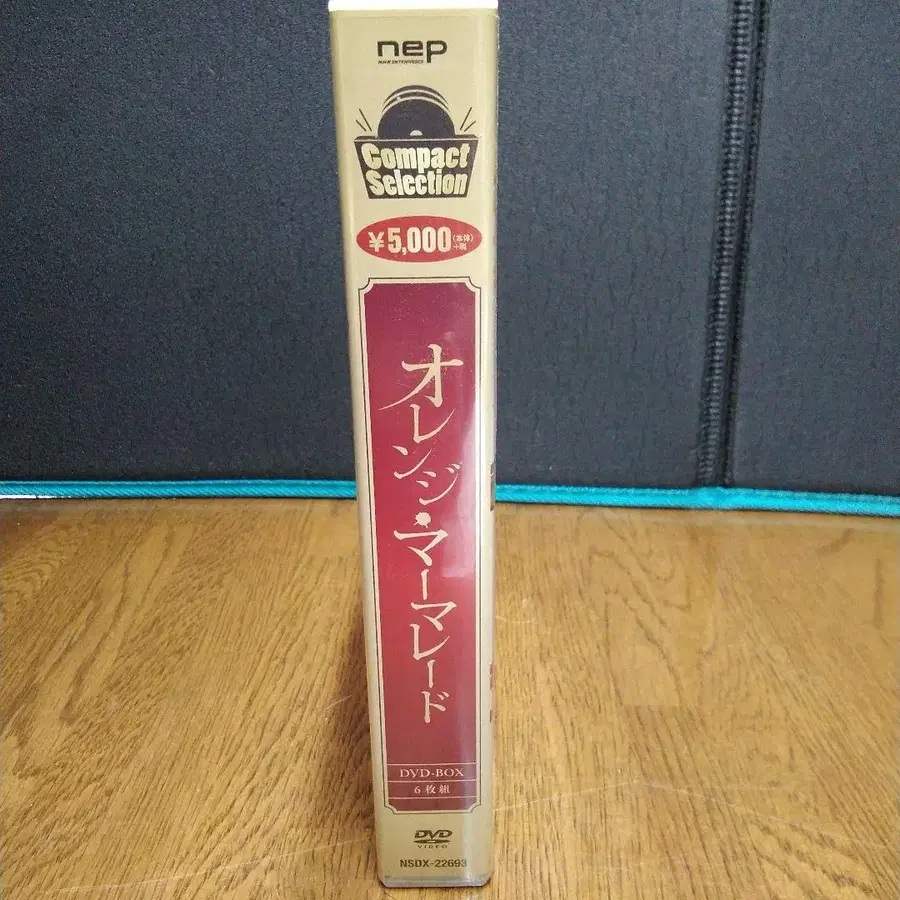 nep
NHK ENTERPRISES
Compact
Selection
¥5,000(本体)+税
オレンジ・マーマレード
DVD-BOX
6枚組
DVD
VIDEO
NSDX-22693